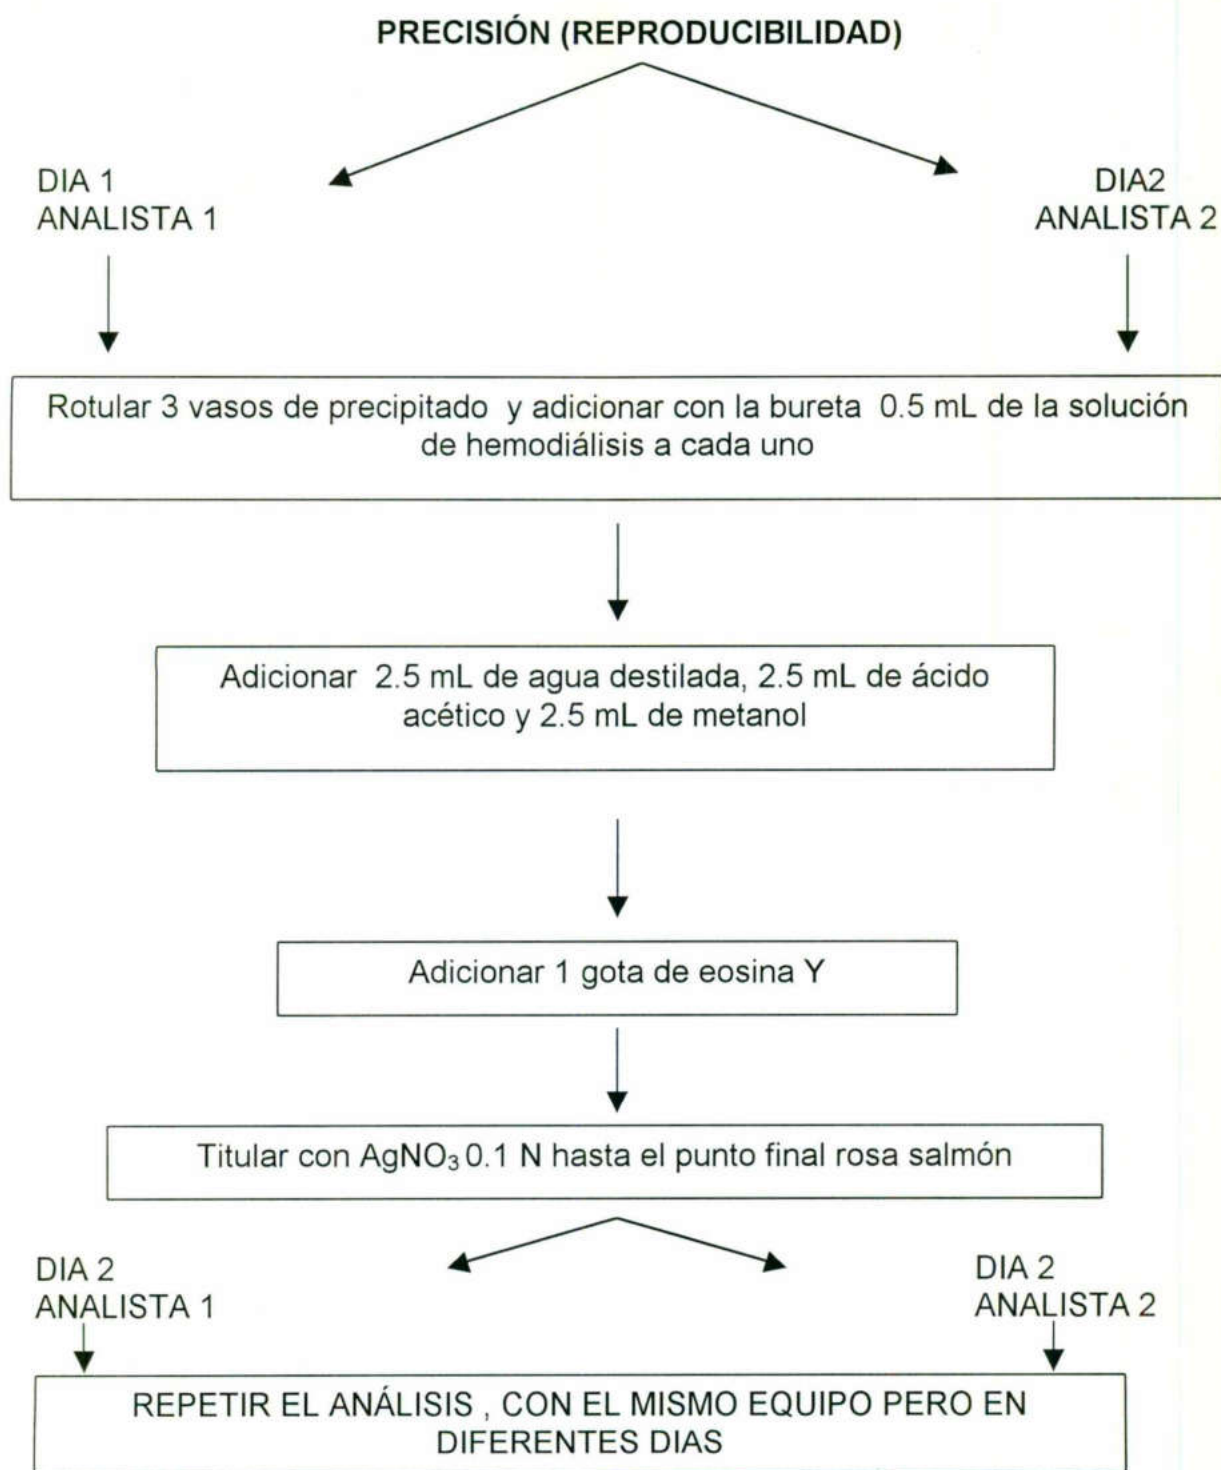 PRECISIÓN (REPRODUCIBILIDAD)
DIA 1
ANALISTA 1
DIA2
ANALISTA 2
Rotular 3 vasos de precipitado y adicionar con la bureta 0.5 mL de la solución
de hemodiálisis a cada uno
Adicionar 2.5 mL de agua destilada, 2.5 mL de ácido
acético y 2.5 mL de metanol
Adicionar 1 gota de eosina Y
Titular con AgNO₃ 0.1 N hasta el punto final rosa salmón
DIA 2
ANALISTA 1
DIA 2
ANALISTA 2
REPETIR EL ANÁLISIS , CON EL MISMO EQUIPO PERO EN
DIFERENTES DIAS